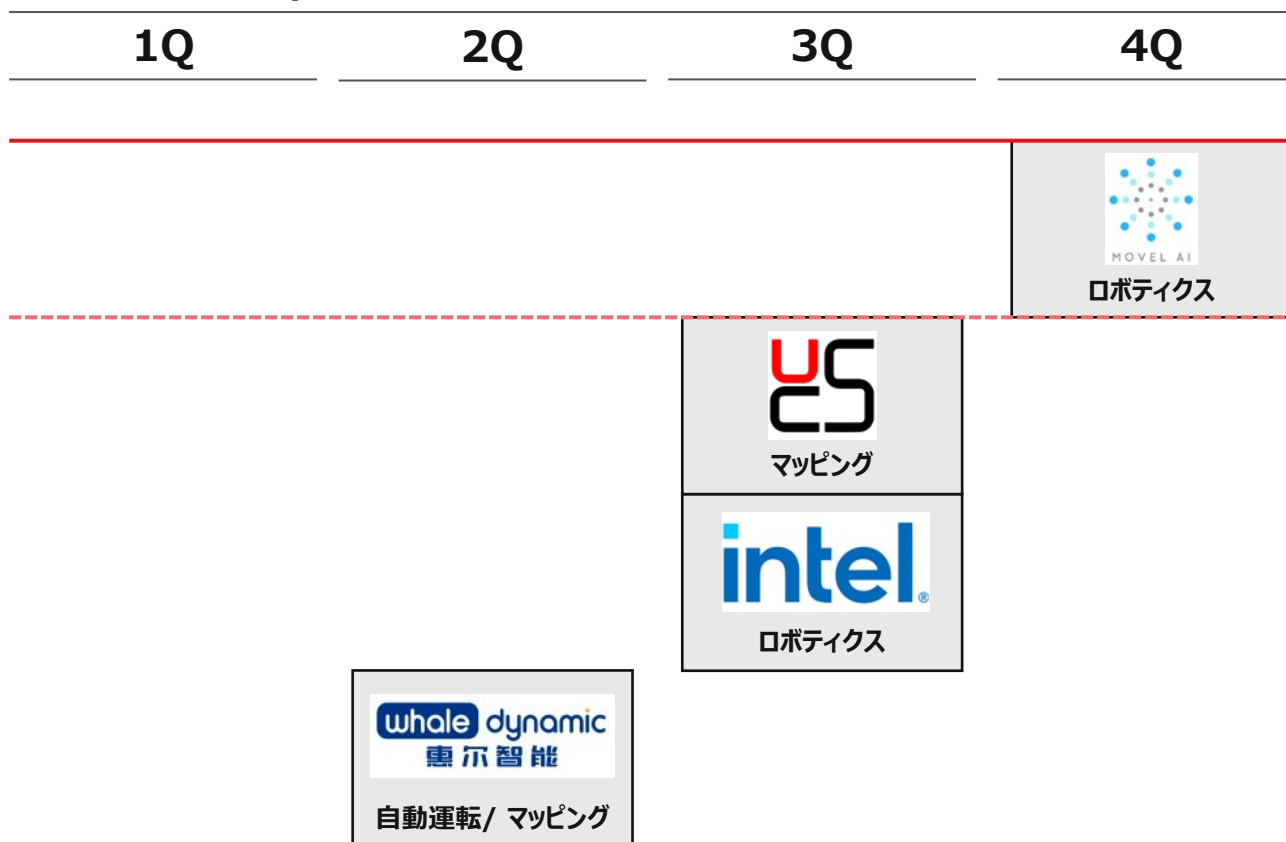 1Q 2Q 3Q 4Q
MOVEL AI
ロボティクス
UCS
マッピング
intel®
ロボティクス
whale dynamic
惠尔智能
自動運転/ マッピング